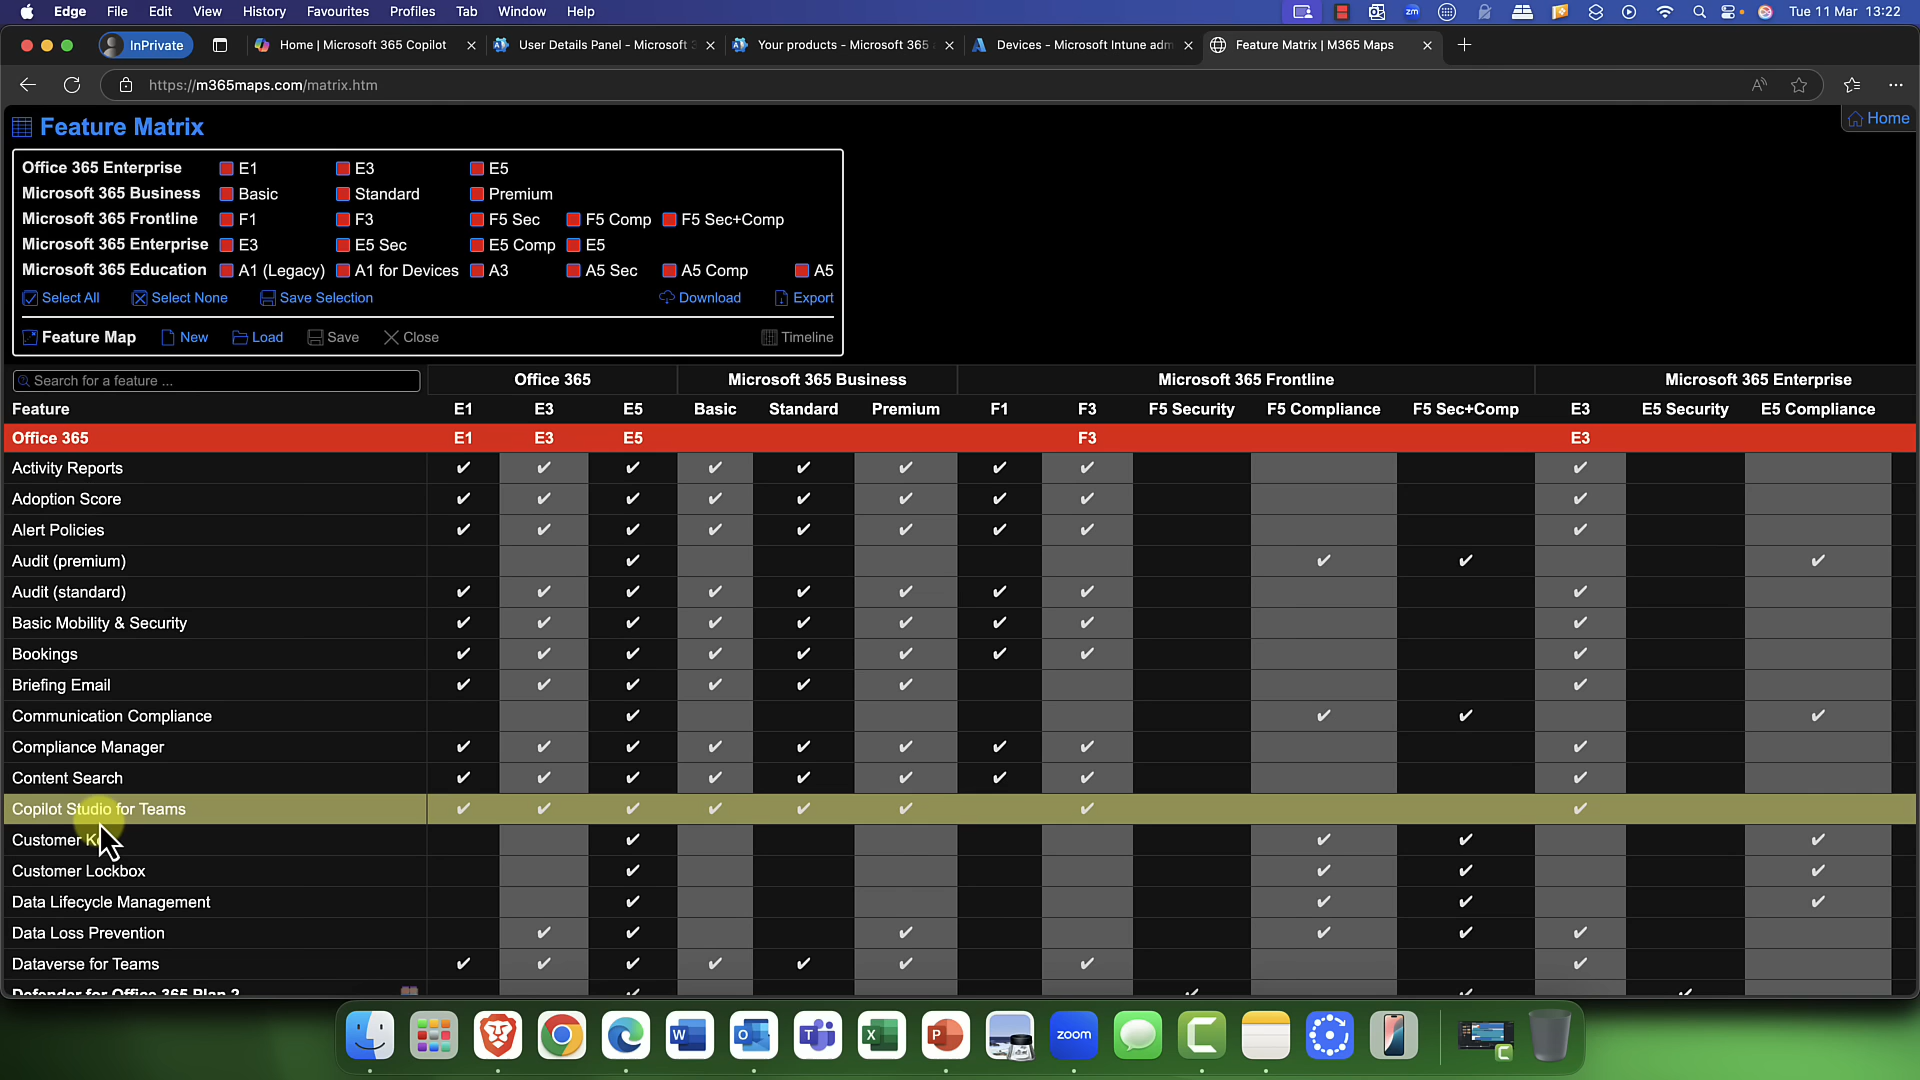 Edge File Edit View History Favourites Profiles Tab Window Help Tue 11 Mar 13:22
InPrivate Home | Microsoft 365 Copilot User Details Panel - Microsoft 3 Your products - Microsoft 365 Devices - Microsoft Intune adm Feature Matrix | M365 Maps
https://m365maps.com/matrix.htm
Feature Matrix
Home
Office 365 Enterprise E1 E3 E5
Microsoft 365 Business Basic Standard Premium
Microsoft 365 Frontline F1 F3 F5 Sec F5 Comp F5 Sec+Comp
Microsoft 365 Enterprise E3 E5 Sec E5 Comp E5
Microsoft 365 Education A1 (Legacy) A1 for Devices A3 A5 Sec A5 Comp A5
Select All Select None Save Selection Download Export
Feature Map New Load Save Close Timeline
Search for a feature ... Office 365 Microsoft 365 Business Microsoft 365 Frontline Microsoft 365 Enterprise
Feature E1 E3 E5 Basic Standard Premium F1 F3 F5 Security F5 Compliance F5 Sec+Comp E3 E5 Security E5 Compliance
Office 365 E1 E3 E5 F3 E3
Activity Reports
Adoption Score
Alert Policies
Audit (premium)
Audit (standard)
Basic Mobility & Security
Bookings
Briefing Email
Communication Compliance
Compliance Manager
Content Search
Copilot Studio for Teams
Customer
Customer Lockbox
Data Lifecycle Management
Data Loss Prevention
Dataverse for Teams
Defender for Office 365 Plan 2
zoom